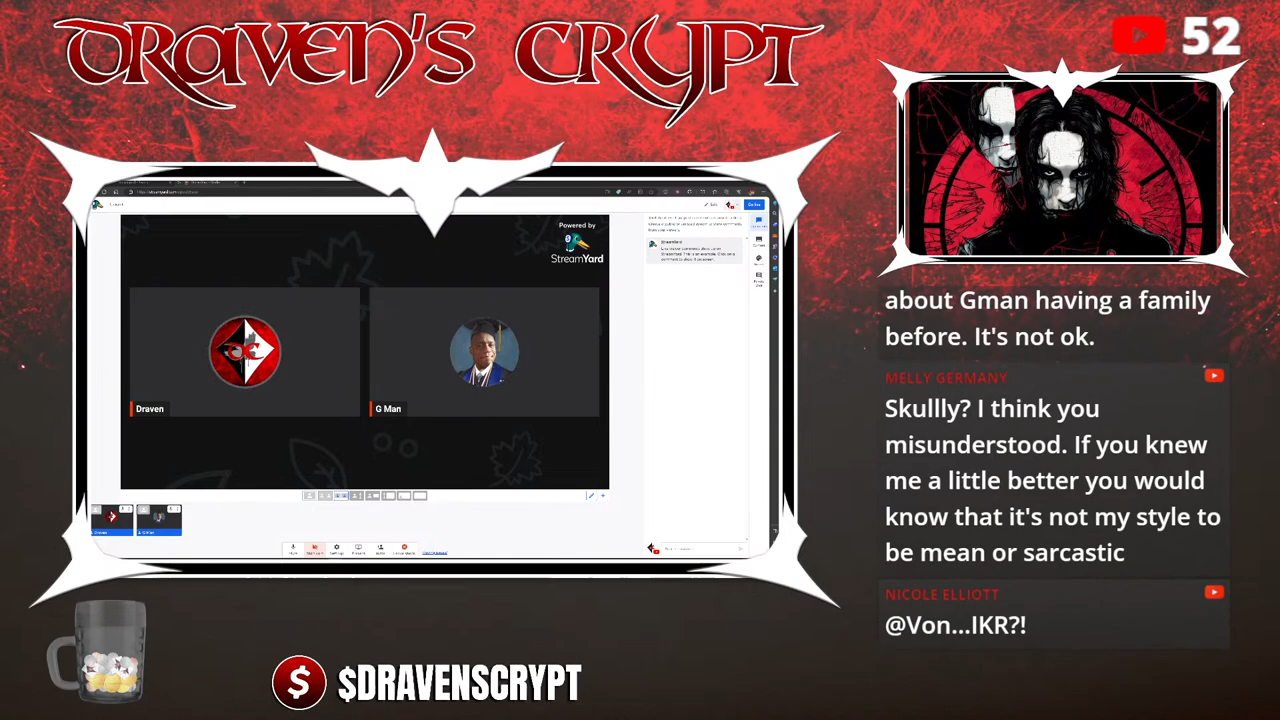 DRAVEN'S CRYPT
52
Powered by
StreamYard
Draven
G Man
about Gman having a family
before. It's not ok.
MELLY GERMANY
Skullly? I think you
misunderstood. If you knew
me a little better you would
know that it's not my style to
be mean or sarcastic
NICOLE ELLIOTT
@Von...IKR?!
$ $DRAVENSCRYPT